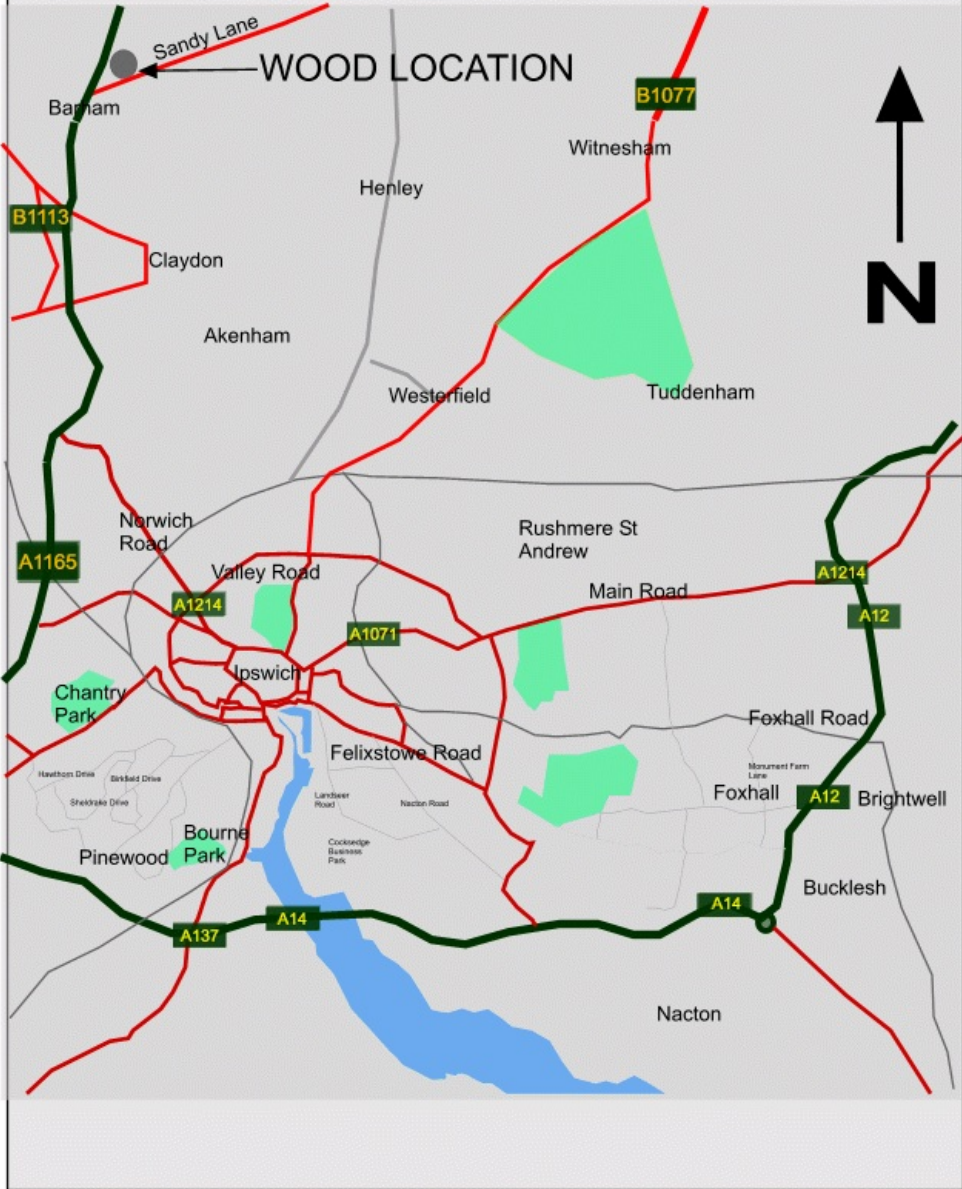 Sandy Lane
WOOD LOCATION
Barham
B1077
Witnesham
Henley
B1113
Claydon
N
Akenham
Westerfield
Tuddenham
Norwich
Road
Rushmere St
Andrew
A1165
Valley Road
Main Road
A1214
A1214
A12
A1071
Ipswich
Chantry
Park
Foxhall Road
Felixstowe Road
Hawthorn Drive
Birkfield Drive
Sheldrake Drive
Landseer
Road
Nacton Road
Monument Farm
Lane
Foxhall
A12
Brightwell
Bourne
Park
Pinewood
Cocksedge
Business
Park
Bucklesh
A14
A14
A137
Nacton